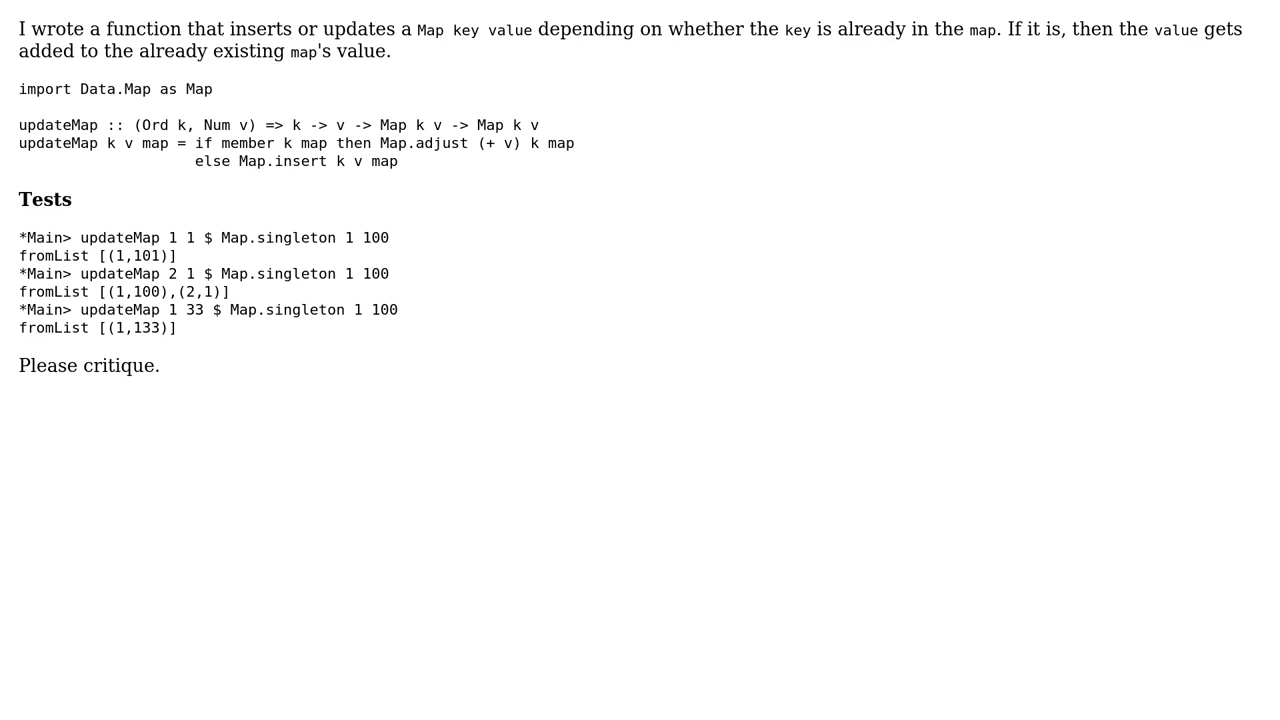 I wrote a function that inserts or updates a Map key value depending on whether the key is already in the map. If it is, then the value gets
added to the already existing map's value.
import Data.Map as Map
updateMap :: (Ord k, Num v) => k -> v -> Map k v -> Map k v
updateMap k v map = if member k map then Map.adjust (+ v) k map
                    else Map.insert k v map
Tests
*Main> updateMap 1 1 $ Map.singleton 1 100
fromList [(1,101)]
*Main> updateMap 2 1 $ Map.singleton 1 100
fromList [(1,100),(2,1)]
*Main> updateMap 1 33 $ Map.singleton 1 100
fromList [(1,133)]
Please critique.